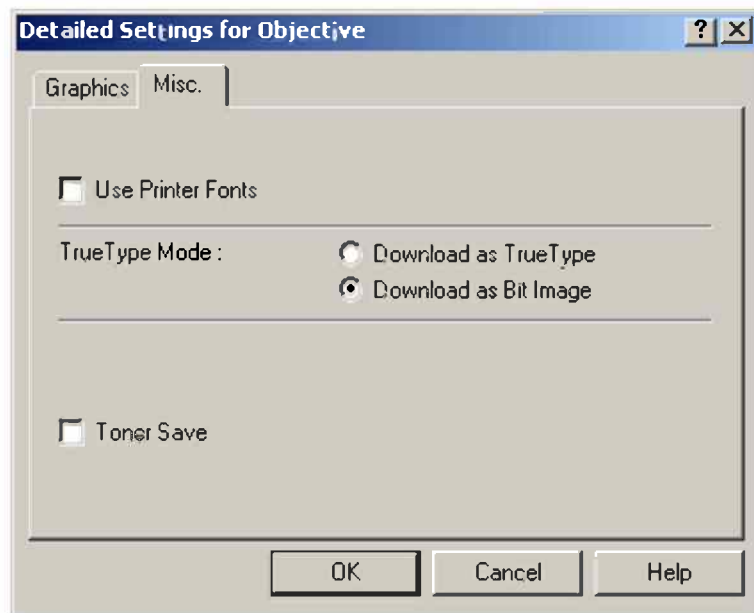 Detailed Settings for Objective
? X
Graphics Misc.
Use Printer Fonts
TrueType Mode : Download as TrueType
Download as Bit Image
Toner Save
OK Cancel Help